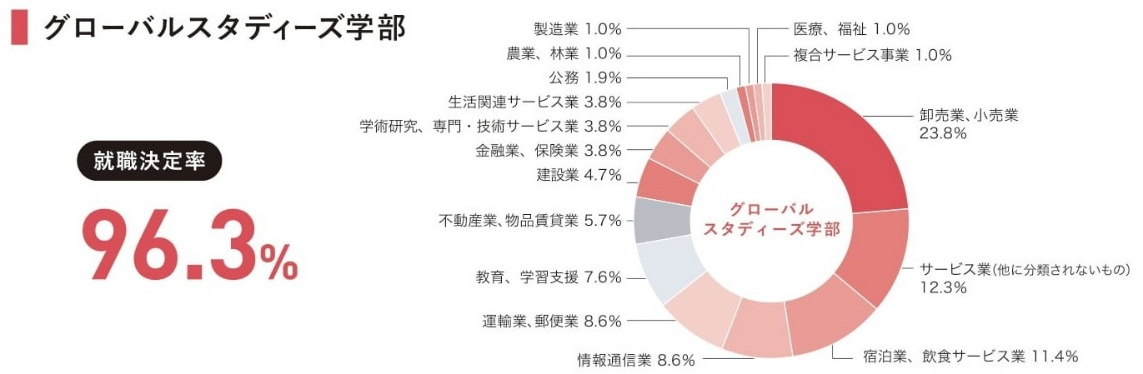 グローバルスタディーズ学部
就職決定率
96.3%
グローバル
スタディーズ学部
卸売業、小売業
23.8%
サービス業(他に分類されないもの)
12.3%
宿泊業、飲食サービス業 11.4%
情報通信業 8.6%
運輸業、郵便業 8.6%
教育、学習支援 7.6%
不動産業、物品賃貸業 5.7%
建設業 4.7%
金融業、保険業 3.8%
学術研究、専門・技術サービス業 3.8%
生活関連サービス業 3.8%
公務 1.9%
農業、林業 1.0%
製造業 1.0%
医療、福祉 1.0%
複合サービス事業 1.0%